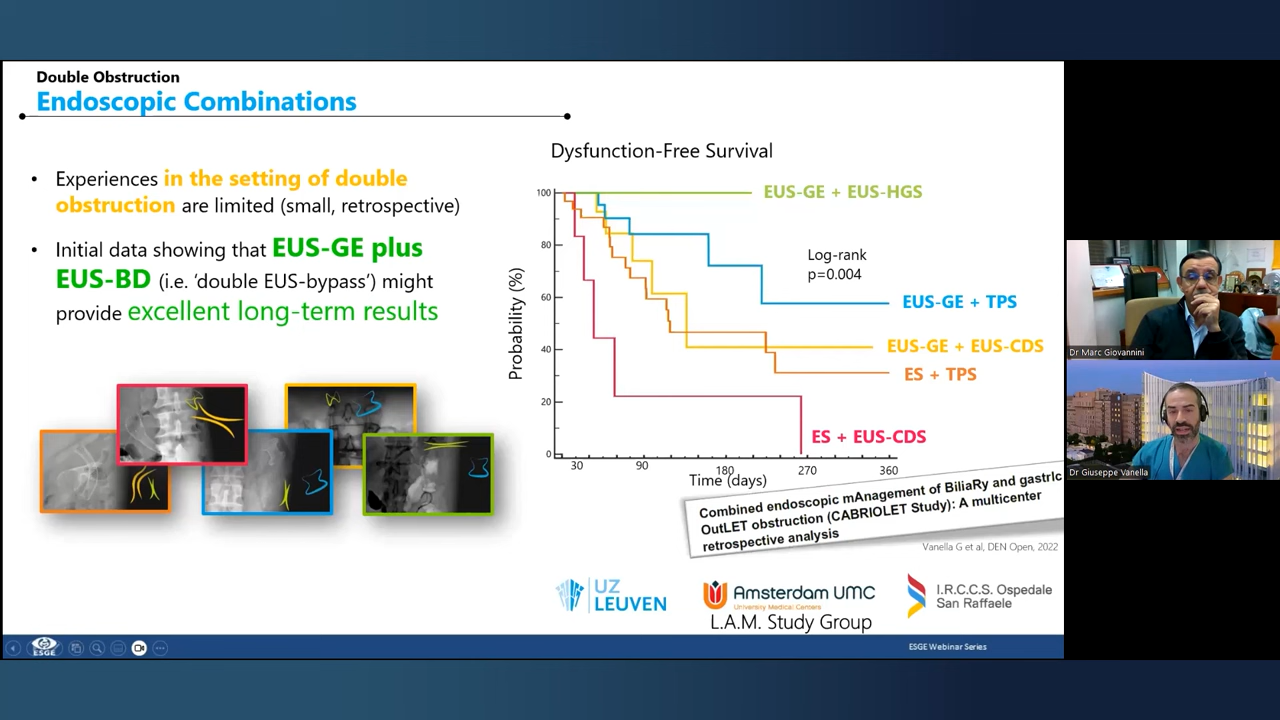 Double Obstruction
Endoscopic Combinations
• Experiences in the setting of double
obstruction are limited (small, retrospective)
• Initial data showing that EUS-GE plus
EUS-BD (i.e. ‘double EUS-bypass’) might
provide excellent long-term results
Dysfunction-Free Survival
Probability (%)
100
80
60
40
20
0
30
90
180
270
360
Time (days)
EUS-GE + EUS-HGS
Log-rank
p=0.004
EUS-GE + TPS
EUS-GE + EUS-CDS
ES + TPS
ES + EUS-CDS
Combined endoscopic mAnagement of BiliaRy and gastrIc
OutLET obstruction (CABRIOLET Study): A multicenter
retrospective analysis
Vanella G et al, DEN Open, 2022
UZ
LEUVEN
Amsterdam UMC
University Medical Centers
I.R.C.C.S. Ospedale
San Raffaele
L.A.M. Study Group
ESGE
ESGE Webinar Series
Dr Marc Giovannini
Dr Giuseppe Vanella